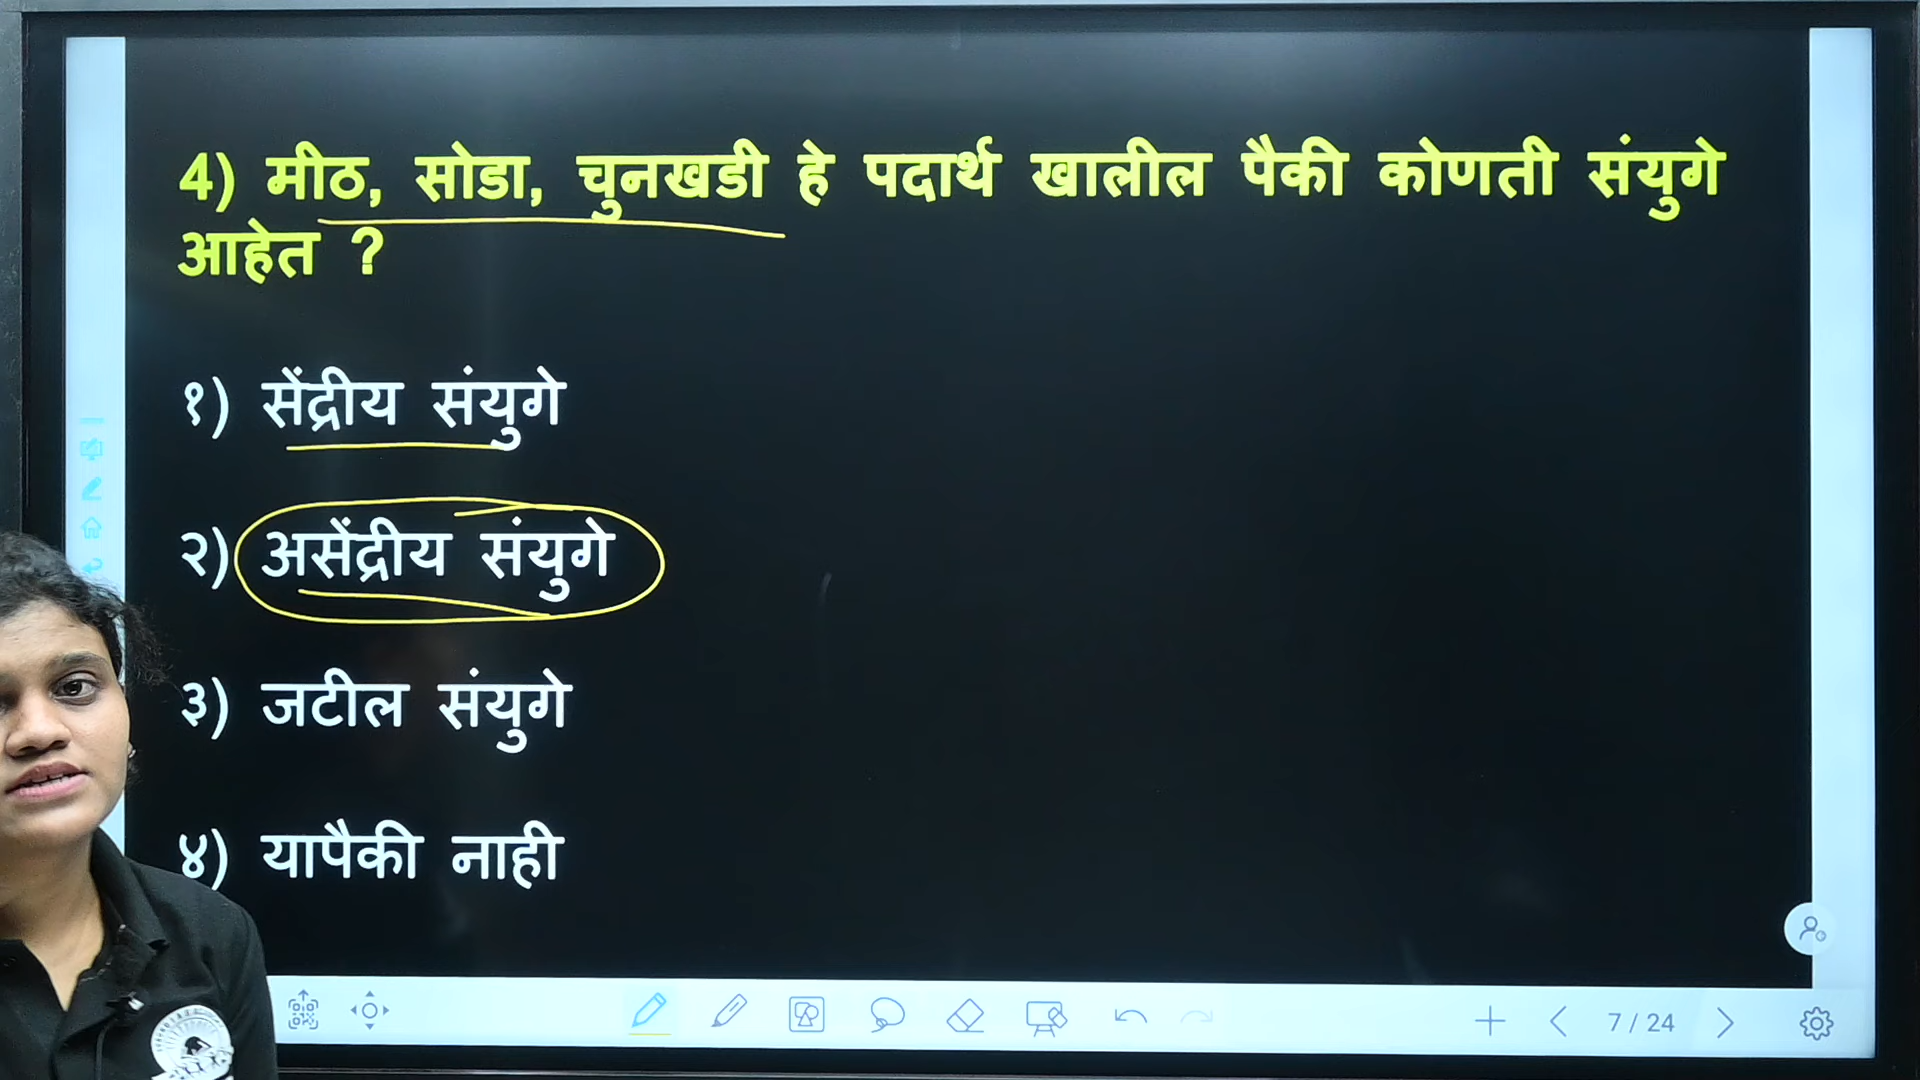 4) मीठ, सोडा, चुनखडी हे पदार्थ खालील पैकी कोणती संयुगे
आहेत ?
१) सेंद्रीय संयुगे
२) असेंद्रीय संयुगे
३) जटील संयुगे
४) यापैकी नाही
7 / 24